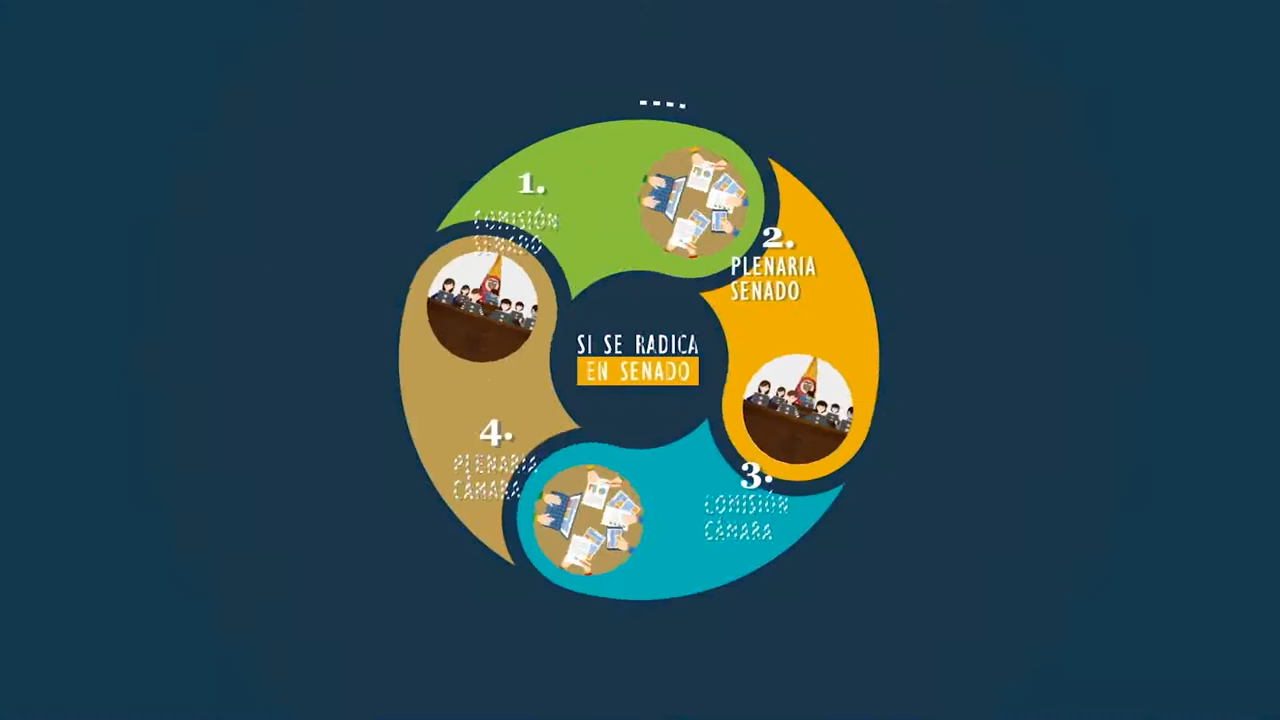 1.
COMISIÓN
SENADO
2.
PLENARIA
SENADO
SI SE RADICA
EN SENADO
3.
COMISIÓN
CÁMARA
4.
PLENARIA
CÁMARA